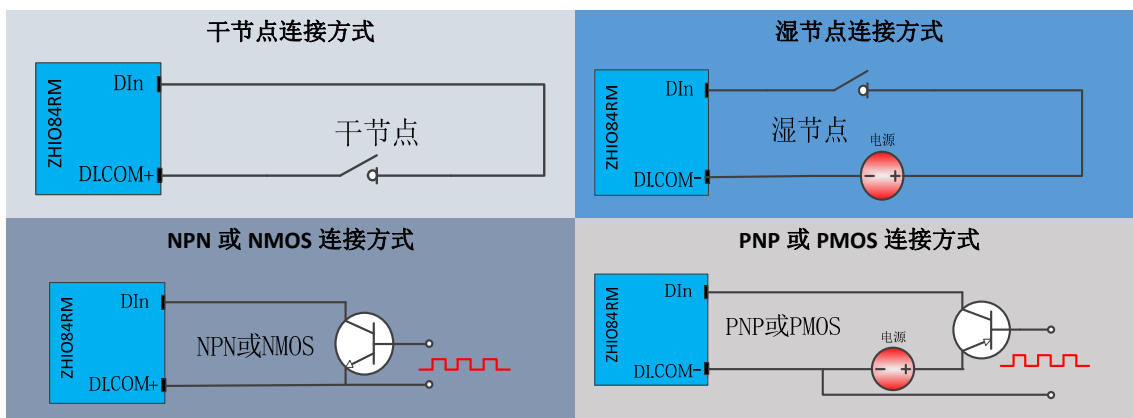 干节点连接方式
ZHIO84RM
DIn
干节点
DI.COM+
湿节点连接方式
ZHIO84RM
DIn
湿节点
电源
DI.COM-
- +
NPN 或 NMOS 连接方式
ZHIO84RM
DIn
NPN或NMOS
DI.COM+
PNP 或 PMOS 连接方式
ZHIO84RM
DIn
PNP或PMOS
电源
DI.COM-
- +